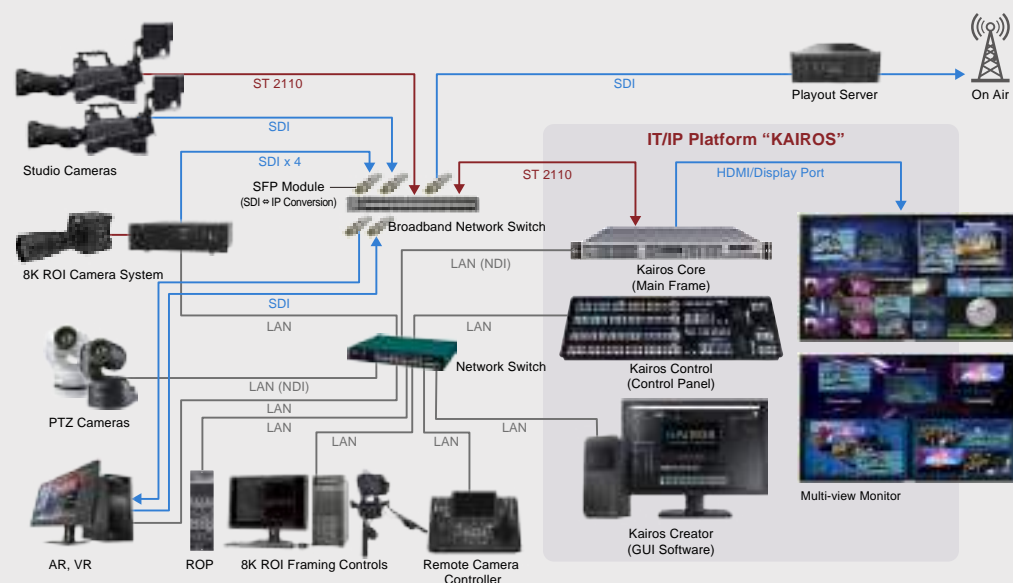 ST 2110
SDI
Playout Server
On Air
SDI
IT/IP Platform “KAIROS”
Studio Cameras
SDI x 4
ST 2110
HDMI/Display Port
SFP Module
(SDI ⇔ IP Conversion)
Broadband Network Switch
8K ROI Camera System
LAN (NDI)
Kairos Core
(Main Frame)
SDI
LAN
LAN
Network Switch
Kairos Control
(Control Panel)
LAN (NDI)
PTZ Cameras
LAN
LAN
LAN
LAN
LAN
Multi-view Monitor
Kairos Creator
(GUI Software)
AR, VR
ROP
8K ROI Framing Controls
Remote Camera
Controller